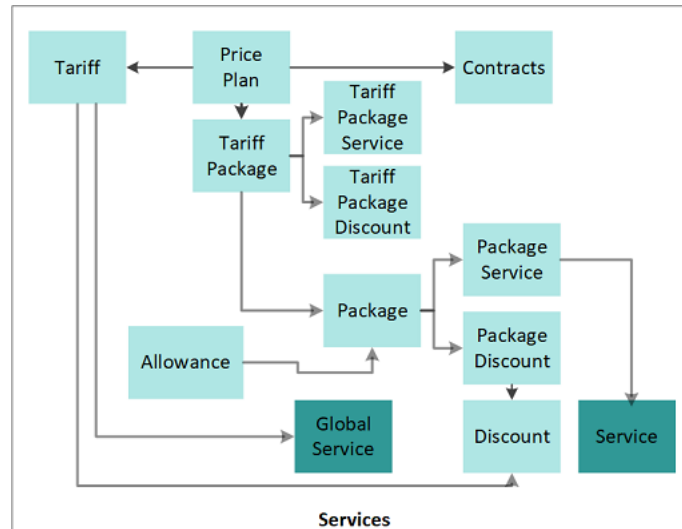 Tariff
Price
Plan
Contracts
Tariff
Package
Tariff
Package
Service
Tariff
Package
Discount
Package
Package
Service
Allowance
Package
Discount
Global
Service
Discount
Service
Services